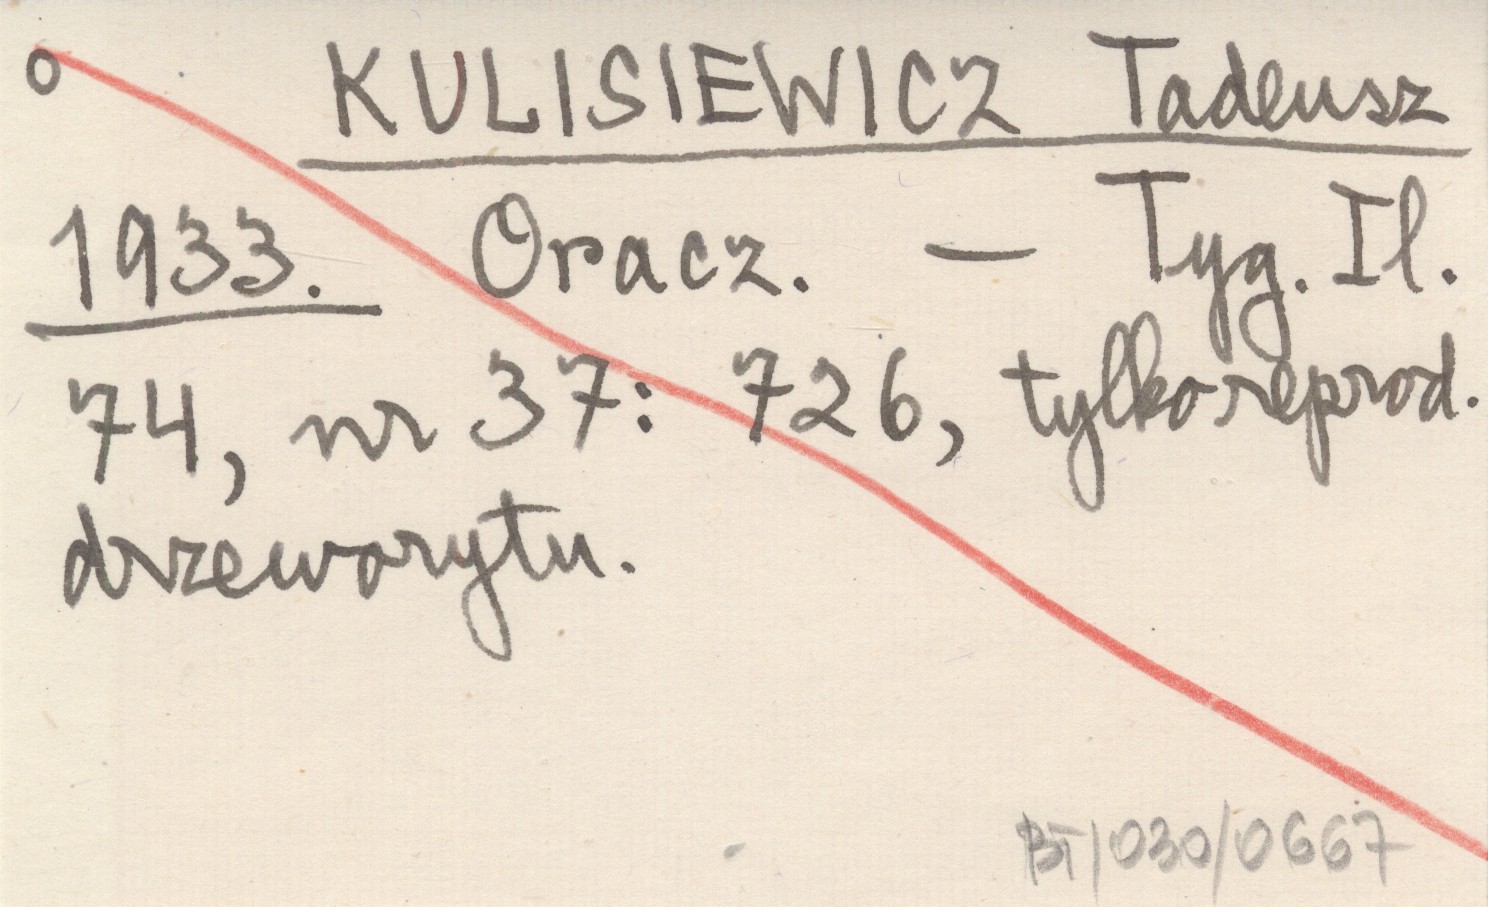 o KULISIEWICZ Tadeusz
1933. Oracz. — Tyg. Il.
74, nr 37: 726, tylko reprod.
drzeworytu.
BT/030/0667